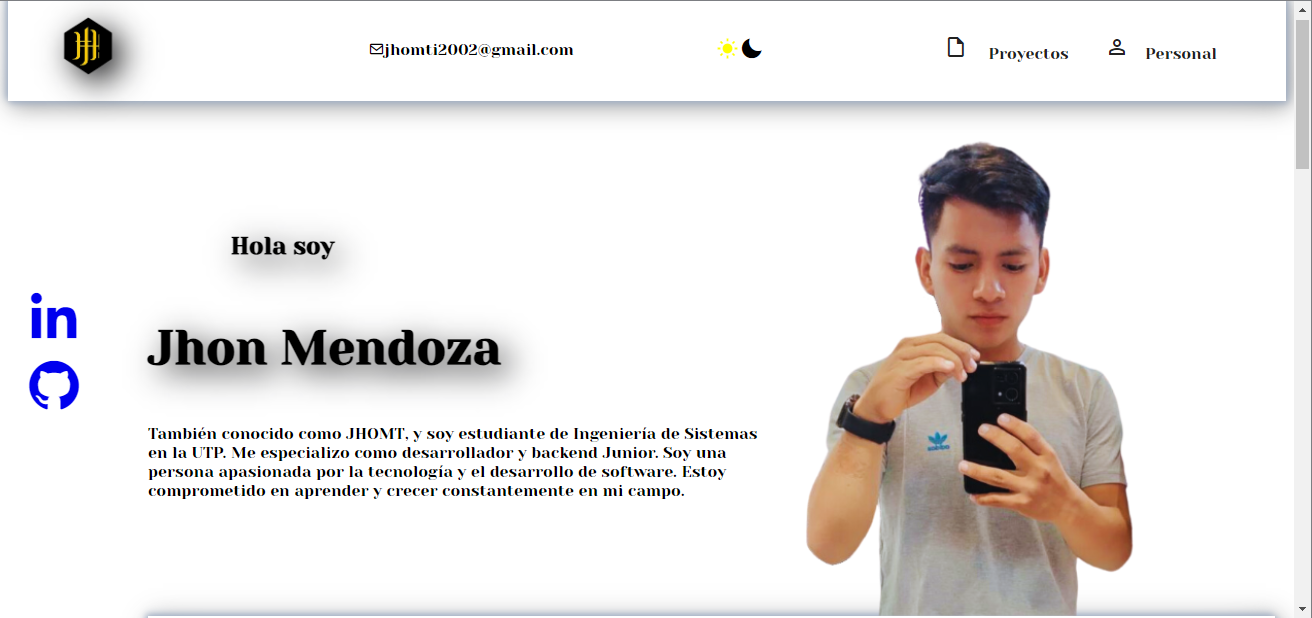 jhomti2002@gmail.com
Proyectos
Personal
Hola soy
in
Jhon Mendoza
También conocido como JHOMT, y soy estudiante de Ingeniería de Sistemas
en la UTP. Me especializo como desarrollador y backend Junior. Soy una
persona apasionada por la tecnología y el desarrollo de software. Estoy
comprometido en aprender y crecer constantemente en mi campo.
adidas